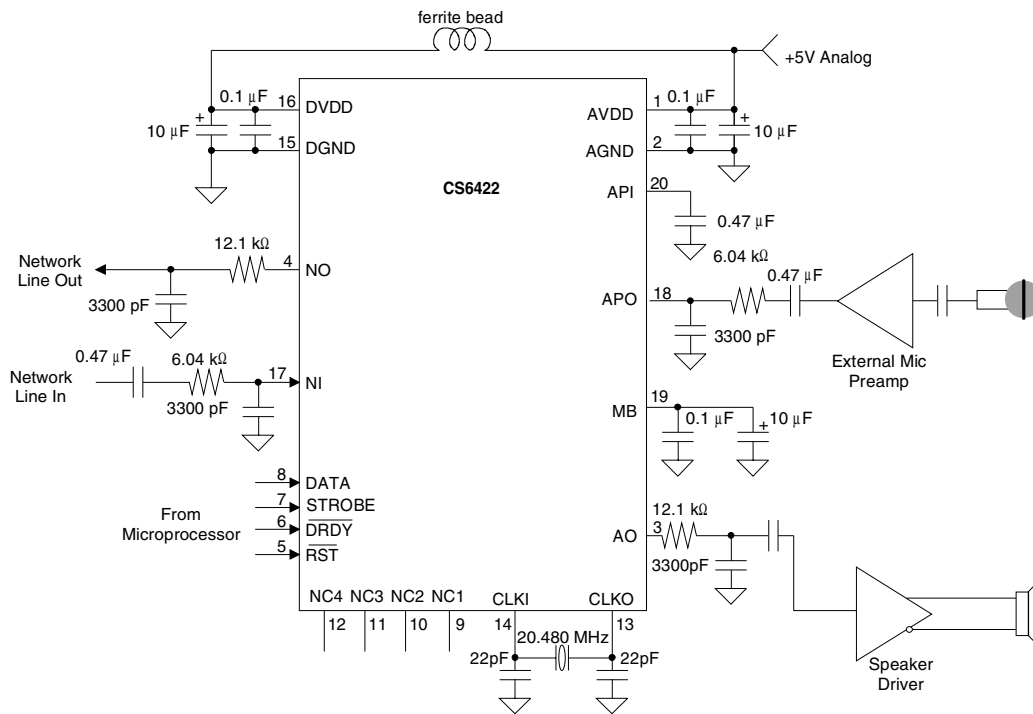 ferrite bead
+5V Analog
0.1 μF
16
DVDD
+
10 μF
15
DGND
1
0.1 μF
AVDD
+
10 μF
2
AGND
CS6422
20
API
0.47 μF
12.1 kΩ
4
NO
Network
Line Out
3300 pF
6.04 kΩ
0.47 μF
18
APO
3300 pF
External Mic
Preamp
0.47 μF
6.04 kΩ
17
NI
Network
Line In
3300 pF
19
MB
0.1 μF
+
10 μF
8
DATA
7
STROBE
6
DRDY
5
RST
From
Microprocessor
12.1 kΩ
3
AO
3300pF
NC4
NC3
NC2
NC1
CLKI
CLKO
12
11
10
9
14
13
20.480 MHz
22pF
22pF
Speaker
Driver